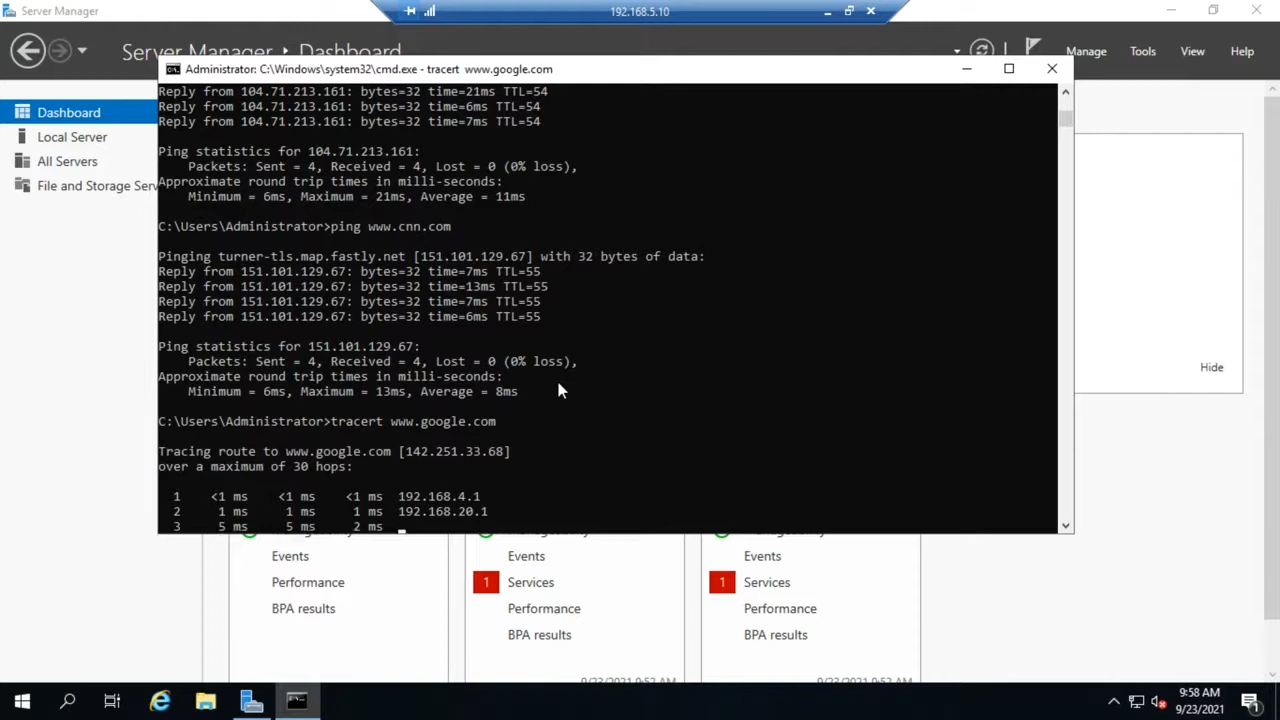 Server Manager
192.168.5.10
Server Manager
Dashboard
Manage
Tools
View
Help
Administrator: C:\Windows\system32\cmd.exe - tracert www.google.com
Dashboard
Local Server
All Servers
File and Storage Serv
Reply from 104.71.213.161: bytes=32 time=21ms TTL=54
Reply from 104.71.213.161: bytes=32 time=6ms TTL=54
Reply from 104.71.213.161: bytes=32 time=7ms TTL=54
Ping statistics for 104.71.213.161:
Packets: Sent = 4, Received = 4, Lost = 0 (0% loss),
Approximate round trip times in milli-seconds:
Minimum = 6ms, Maximum = 21ms, Average = 11ms
C:\Users\Administrator>ping www.cnn.com
Pinging turner-tls.map.fastly.net [151.101.129.67] with 32 bytes of data:
Reply from 151.101.129.67: bytes=32 time=7ms TTL=55
Reply from 151.101.129.67: bytes=32 time=13ms TTL=55
Reply from 151.101.129.67: bytes=32 time=7ms TTL=55
Reply from 151.101.129.67: bytes=32 time=6ms TTL=55
Ping statistics for 151.101.129.67:
Packets: Sent = 4, Received = 4, Lost = 0 (0% loss),
Approximate round trip times in milli-seconds:
Minimum = 6ms, Maximum = 13ms, Average = 8ms
C:\Users\Administrator>tracert www.google.com
Tracing route to www.google.com [142.251.33.68]
over a maximum of 30 hops:
1 <1 ms <1 ms <1 ms 192.168.4.1
2 1 ms 1 ms 1 ms 192.168.20.1
3 5 ms 5 ms 2 ms
Hide
Events
Performance
BPA results
Events
1 Services
Performance
BPA results
Events
1 Services
Performance
BPA results
9/23/2021 9:58 AM
9/23/2021 9:58 AM
9:58 AM
9/23/2021
1